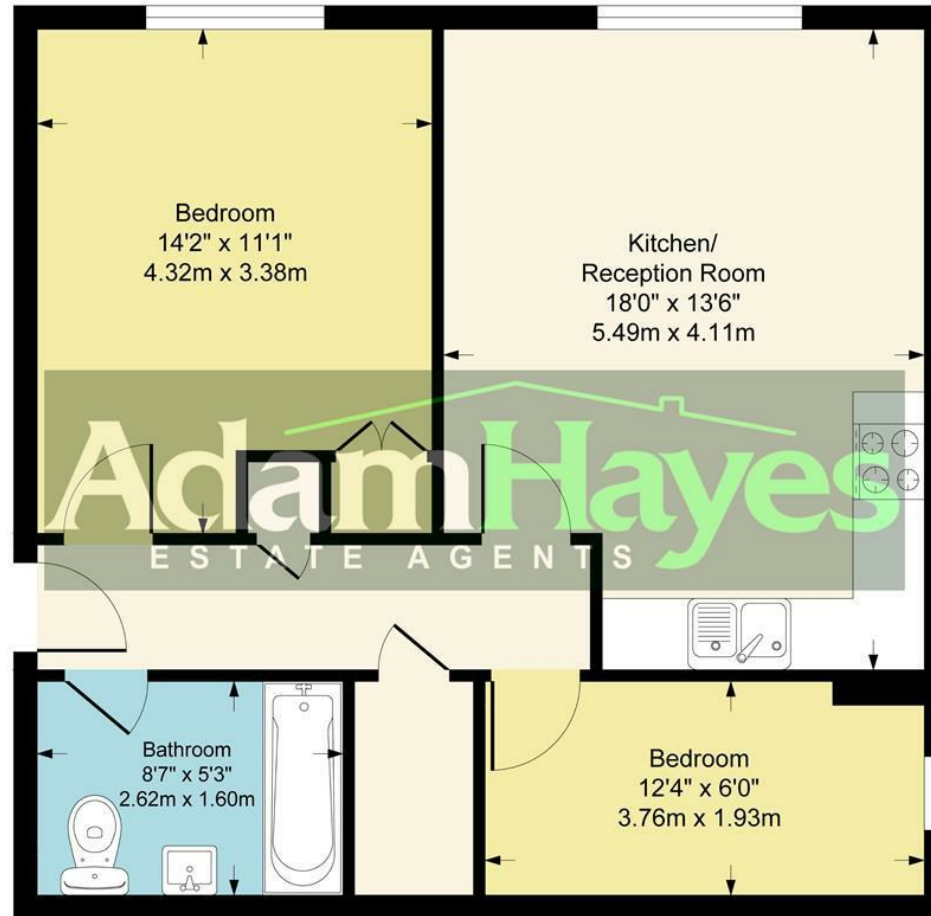 Bedroom
14'2" x 11'1"
4.32m x 3.38m
Kitchen/
Reception Room
18'0" x 13'6"
5.49m x 4.11m
AdamHayes
ESTATE AGENTS
Bathroom
8'7" x 5'3"
2.62m x 1.60m
Bedroom
12'4" x 6'0"
3.76m x 1.93m